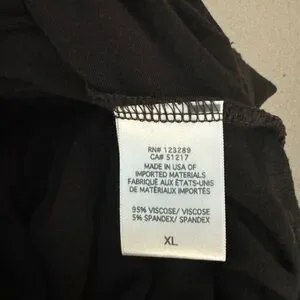 RN# 123289
CA# 51217
MADE IN USA OF
IMPORTED MATERIALS
FABRIQUÉ AUX ÉTATS-UNIS
DE MATÉRIAUX IMPORTÉS
95% VISCOSE/ VISCOSE
5% SPANDEX/ SPANDEX
XL